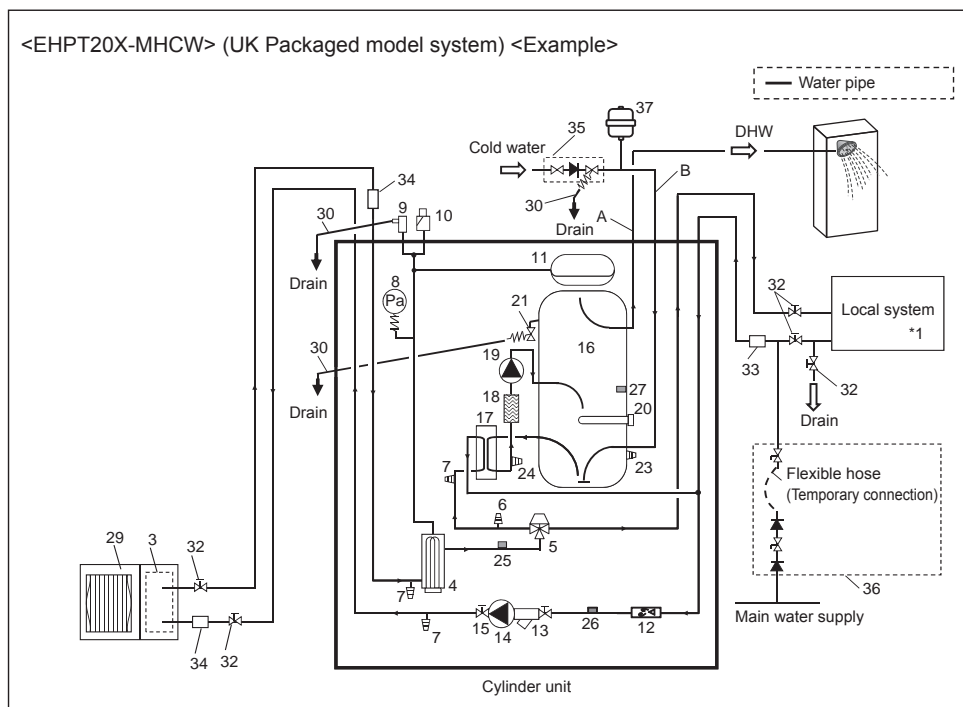 <EHPT20X-MHCW> (UK Packaged model system) <Example>
Water pipe
37
35
DHW
Cold water
B
34
30
9
10
30
A
Drain
Drain
11
8
Pa
21
16
32
Local system
*1
30
19
33
32
Drain
27
Drain
18
20
17
7
24
23
Flexible hose
(Temporary connection)
6
29
3
32
5
25
4
7
36
34
32
7
15
14
13
26
12
Main water supply
Cylinder unit